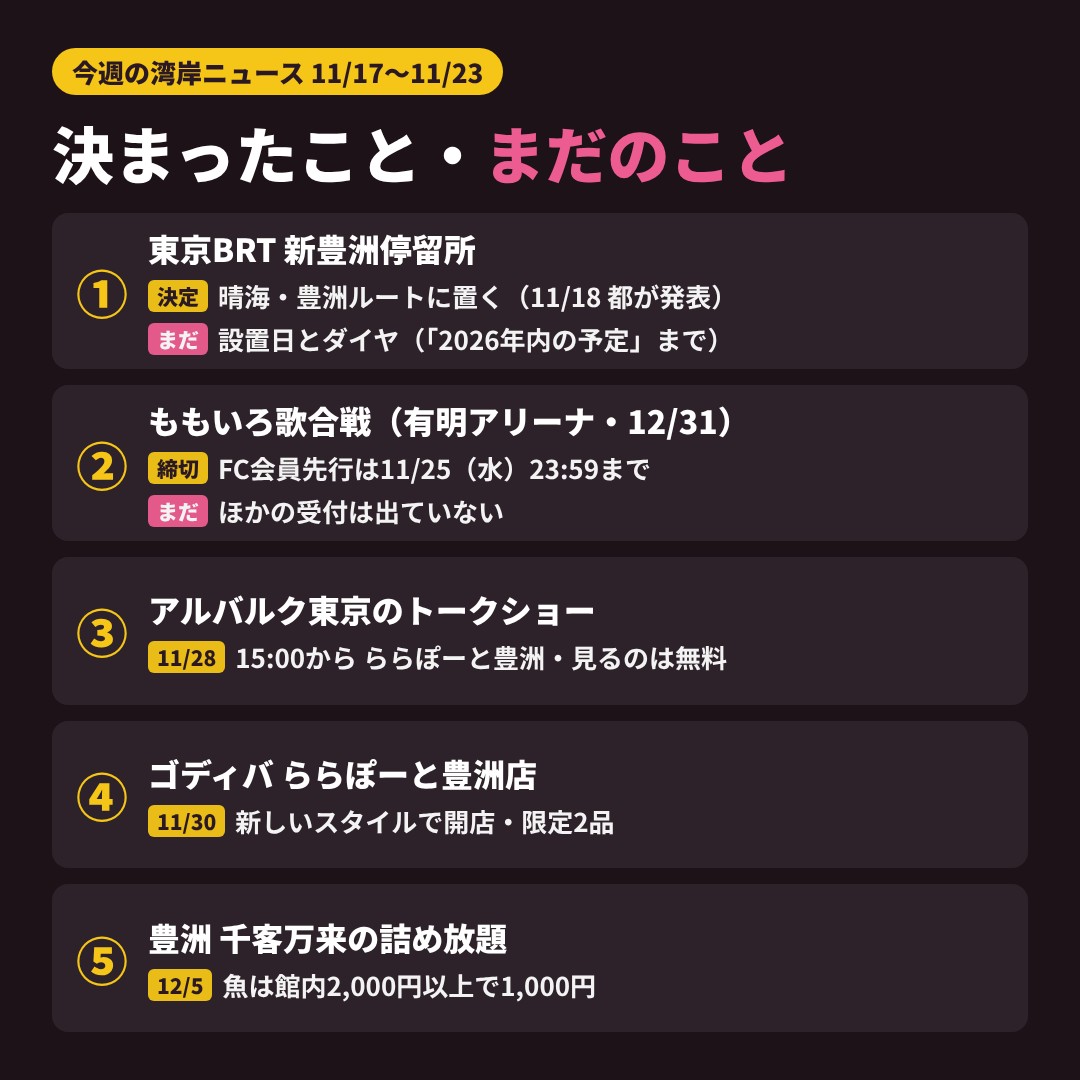 今週の湾岸ニュース 11/17〜11/23
決まったこと・まだのこと
東京BRT 新豊洲停留所
① 決定 晴海・豊洲ルートに置く（11/18 都が発表）
まだ 設置日とダイヤ（「2026年内の予定」まで）
ももいろ歌合戦（有明アリーナ・12/31）
② 締切 FC会員先行は11/25（水）23:59まで
まだ ほかの受付は出ていない
アルバルク東京のトークショー
③ 11/28 15:00から ららぽーと豊洲・見るのは無料
ゴディバ ららぽーと豊洲店
④ 11/30 新しいスタイルで開店・限定2品
豊洲 千客万来の詰め放題
⑤ 12/5 魚は館内2,000円以上で1,000円